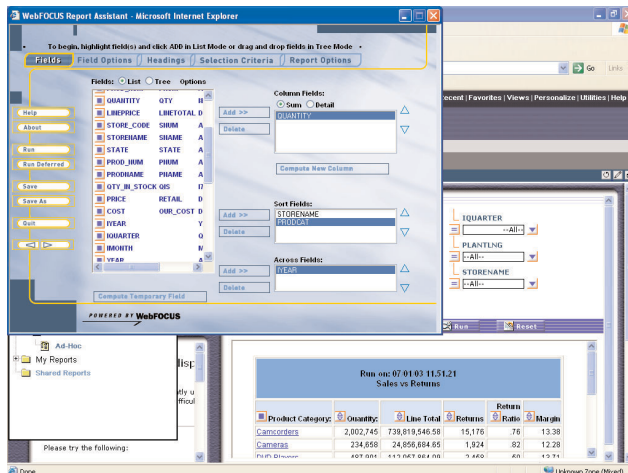 WebFOCUS Report Assistant - Microsoft Internet Explorer
• To begin, highlight field(s) and click ADD in List Mode or drag and drop fields in Tree Mode •
Fields Field Options Headings Selection Criteria Report Options
Fields: List Tree Options
Help
About
Run
Run Deferred
Save
Save As
Quit
QUANTITY QTY
LINEPRICE LINETOTAL D
STORE_CODE SNUM A
STORENAME SNAME A
STATE STATE A
PROD_NUM PNUM A
PRODNAME PNAME A
QTY_IN_STOCK QIS I7
PRICE RETAIL D
COST OUR_COST D
IYEAR Y
IQUARTER Q
IMONTH M
YEAR A
Compute Temporary Field
Add >>
Delete
Column Fields:
Sum Detail
QUANTITY
Compute New Column
Add >>
Delete
Sort Fields:
STORENAME
PRODCAT
Add >>
Delete
Across Fields:
IYEAR
POWERED BY WebFOCUS
Go Links
ecent | Favorites | Views | Personalize | Utilities | Help
IQUARTER
--All--
PLANTLNG
--All--
STORENAME
--All--
Run Reset
Ad-Hoc
My Reports
Shared Reports
Please try the following:
Run on: 07/01/03 11.51.21
Sales vs Returns
Product Category: Quantity: Line Total Returns Return Ratio Margin
Camcorders 2,002,745 739,819,546.58 15,176 .76 13.38
Cameras 234,658 24,856,684.65 1,924 .82 12.28
Done
Unknown Zone (Mixed)